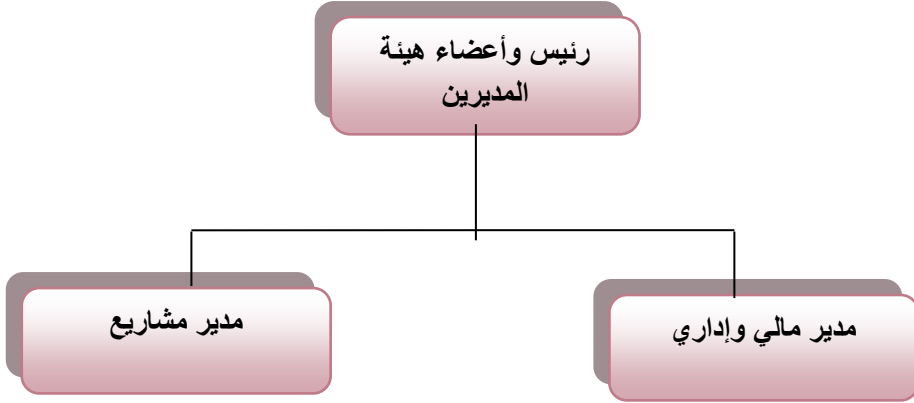 رئيس وأعضاء هيئة
المديرين
مدير مالي وإداري
مدير مشاريع